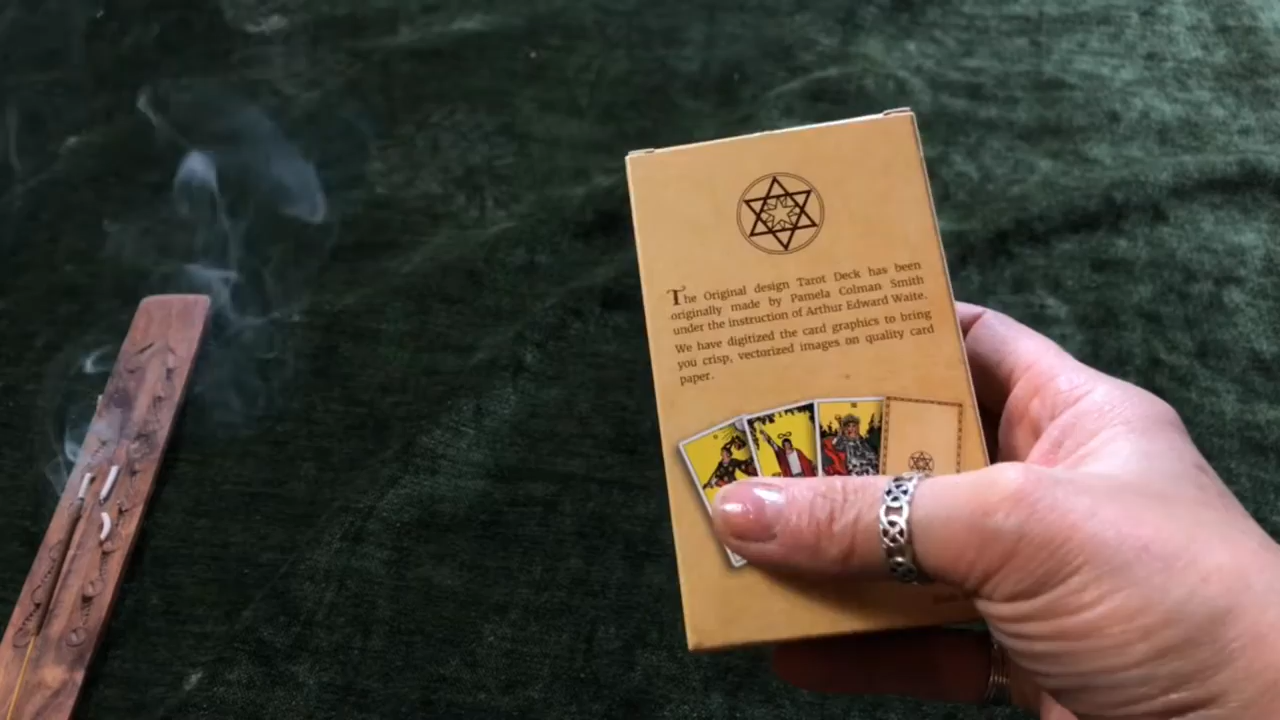 The Original design Tarot Deck has been
originally made by Pamela Colman Smith
under the instruction of Arthur Edward Waite.
We have digitized the card graphics to bring
you crisp, vectorized images on quality card
paper.